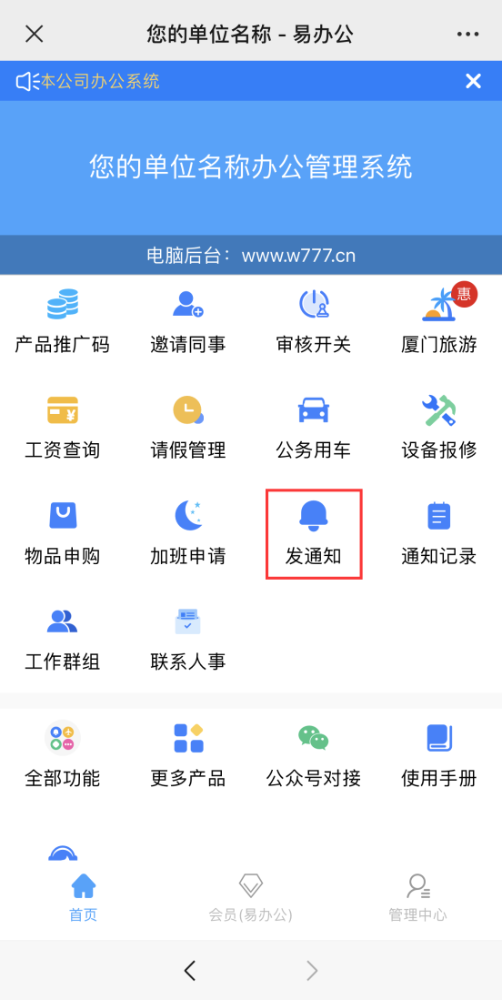 您的单位名称 - 易办公
本公司办公系统
您的单位名称办公管理系统
电脑后台：www.w777.cn
惠
产品推广码 邀请同事 审核开关 厦门旅游
工资查询 请假管理 公务用车 设备报修
物品申购 加班申请 发通知 通知记录
工作群组 联系人事
全部功能 更多产品 公众号对接 使用手册
首页 会员(易办公) 管理中心